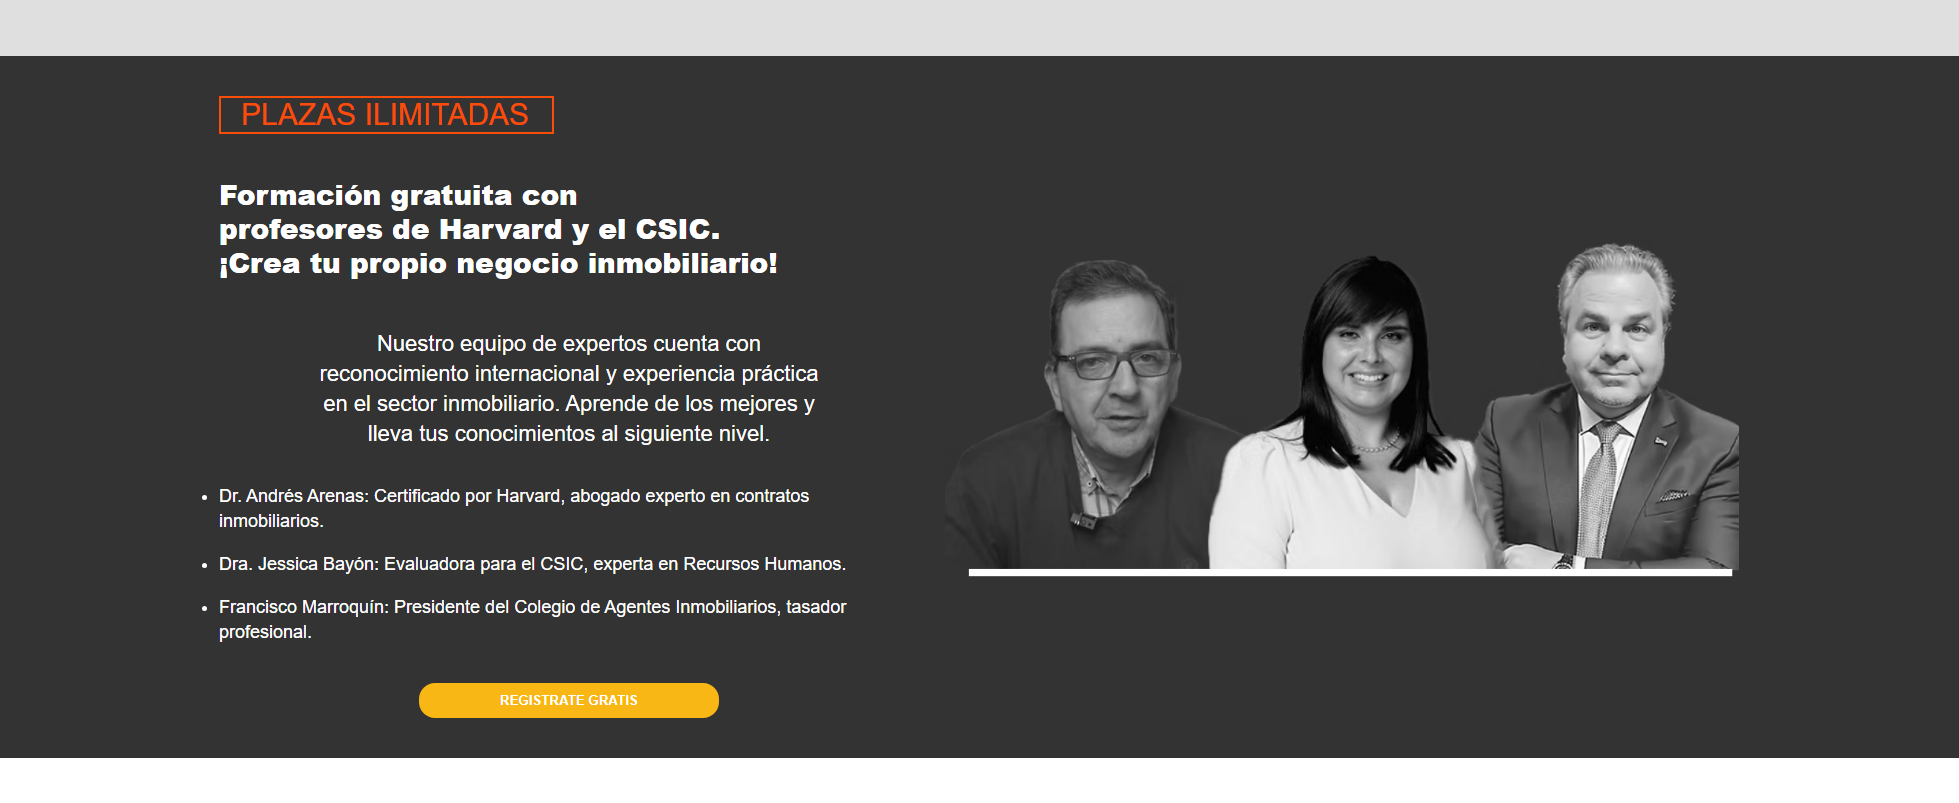 PLAZAS ILIMITADAS
Formación gratuita con
profesores de Harvard y el CSIC.
¡Crea tu propio negocio inmobiliario!
Nuestro equipo de expertos cuenta con
reconocimiento internacional y experiencia práctica
en el sector inmobiliario. Aprende de los mejores y
lleva tus conocimientos al siguiente nivel.
• Dr. Andrés Arenas: Certificado por Harvard, abogado experto en contratos
inmobiliarios.
• Dra. Jessica Bayón: Evaluadora para el CSIC, experta en Recursos Humanos.
• Francisco Marroquín: Presidente del Colegio de Agentes Inmobiliarios, tasador
profesional.
REGISTRATE GRATIS